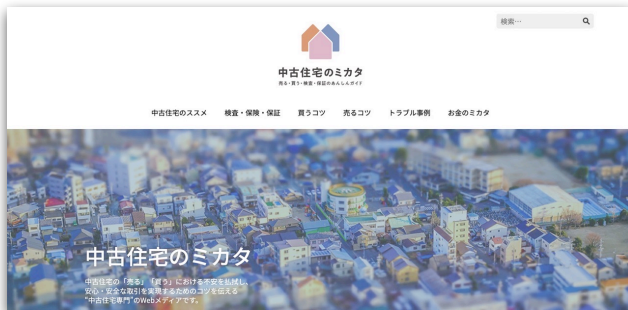 検索…
中古住宅のミカタ
売る・買う・検査・保証のあんしんガイド
中古住宅のススメ 検査・保険・保証 買うコツ 売るコツ トラブル事例 お金のミカタ
中古住宅のミカタ
中古住宅の「売る」「買う」における不安を払拭し、
安心・安全な取引を実現するためのコツを伝える
"中古住宅専門"のWebメディアです。